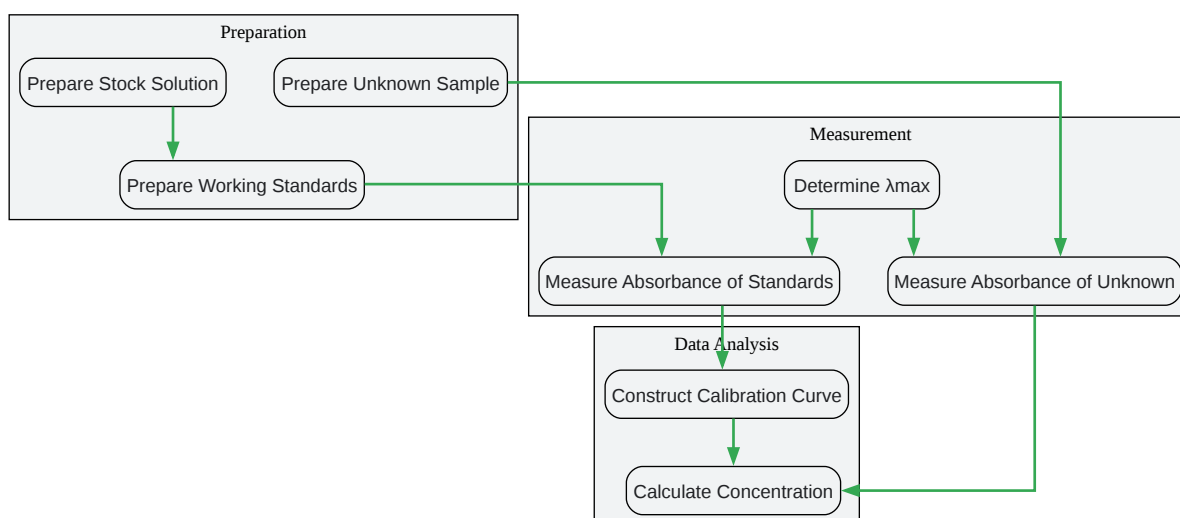 Preparation
Prepare Stock Solution
Prepare Unknown Sample
Prepare Working Standards
Measurement
Determine λmax
Measure Absorbance of Standards
Measure Absorbance of Unknown
Data Analysis
Construct Calibration Curve
Calculate Concentration